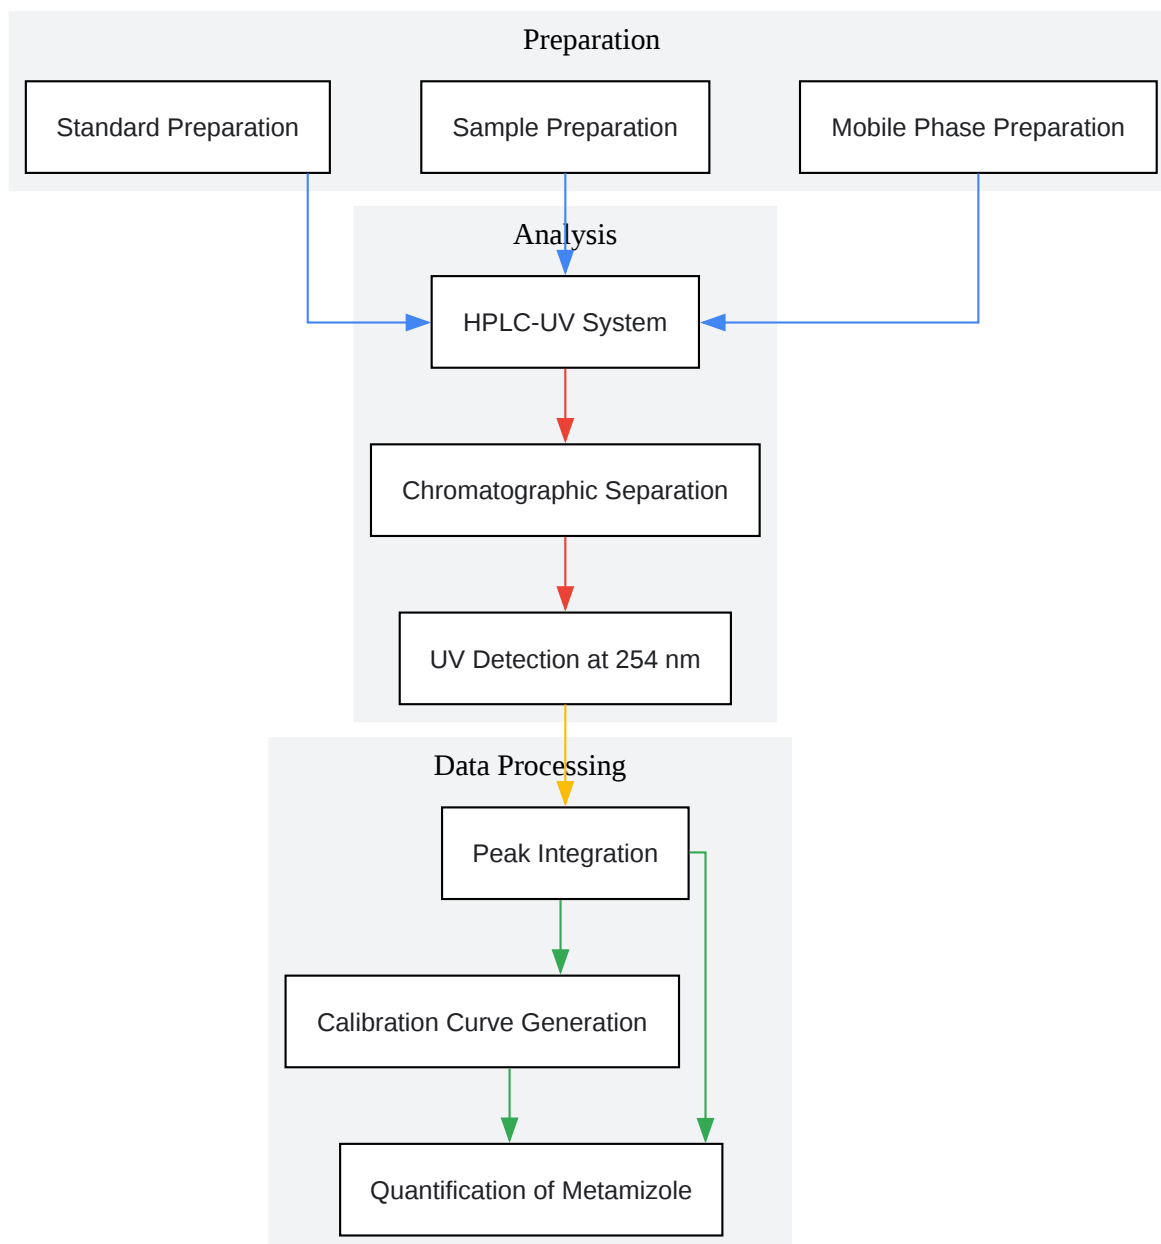 Preparation
Standard Preparation
Sample Preparation
Mobile Phase Preparation
Analysis
HPLC-UV System
Chromatographic Separation
UV Detection at 254 nm
Data Processing
Peak Integration
Calibration Curve Generation
Quantification of Metamizole